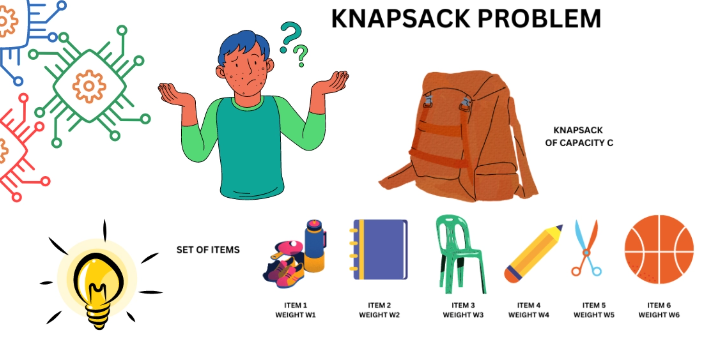 KNAPSACK PROBLEM
??
KNAPSACK
OF CAPACITY C
SET OF ITEMS
ITEM 1
WEIGHT W1
ITEM 2
WEIGHT W2
ITEM 3
WEIGHT W3
ITEM 4
WEIGHT W4
ITEM 5
WEIGHT W5
ITEM 6
WEIGHT W6